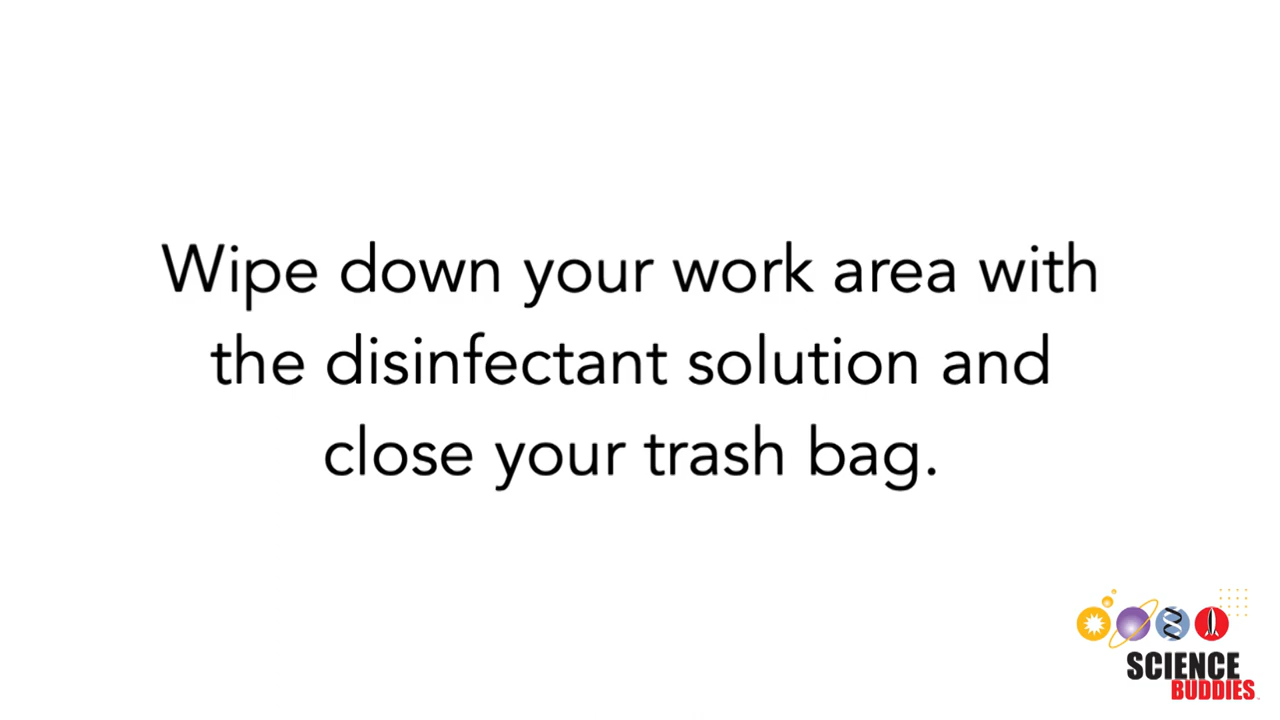 Wipe down your work area with
the disinfectant solution and
close your trash bag.
SCIENCE
BUDDIES